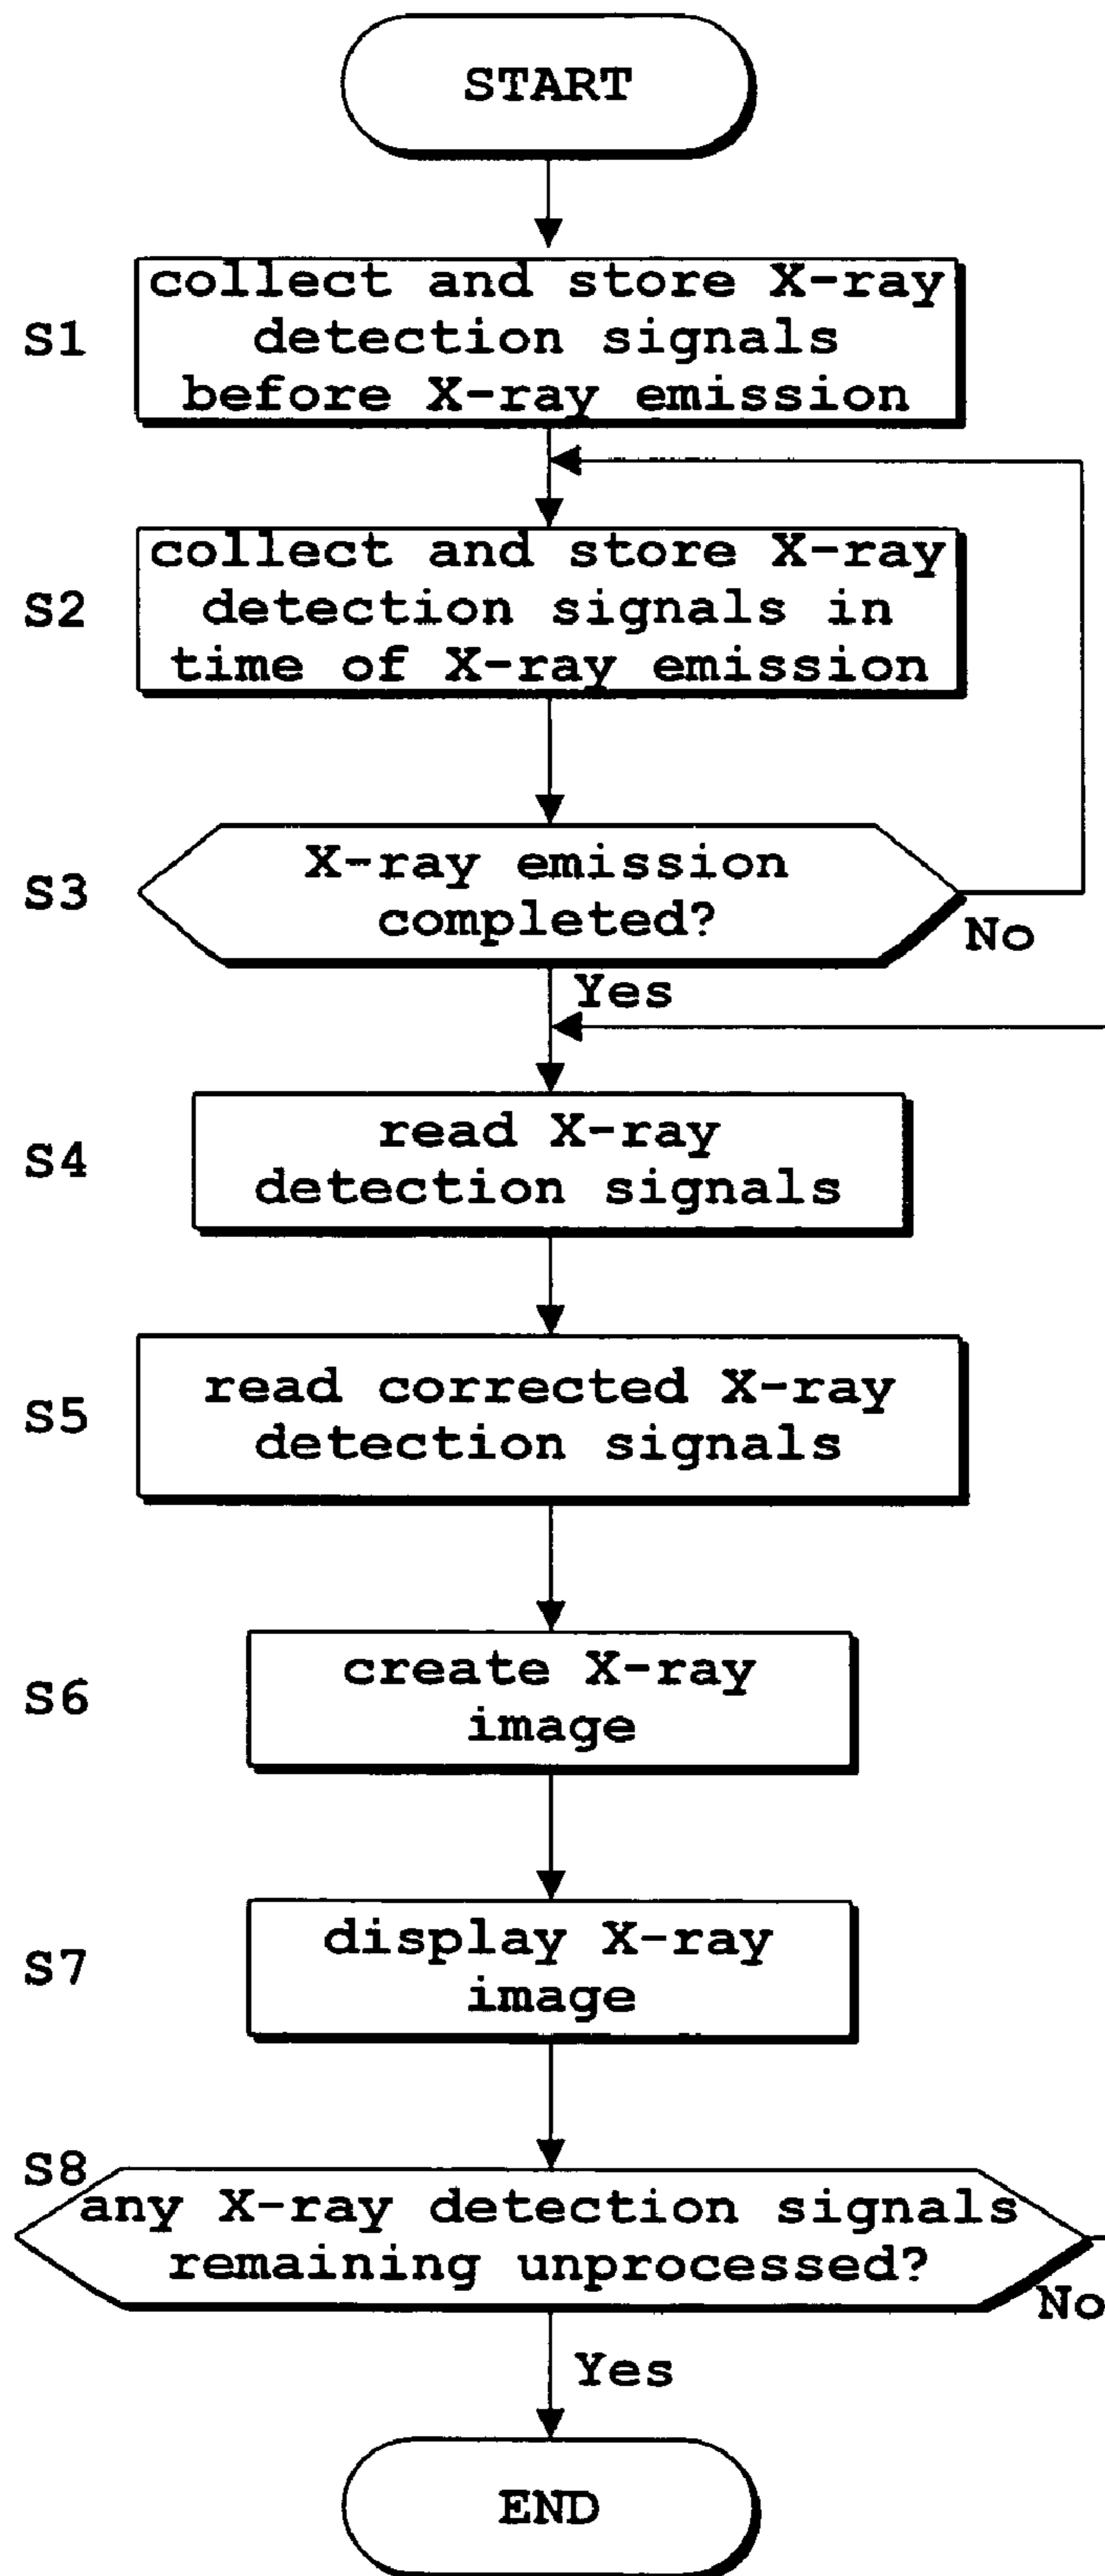 START
S1
collect and store X-ray
detection signals
before X-ray emission
S2
collect and store X-ray
detection signals in
time of X-ray emission
S3
X-ray emission
completed?
No
Yes
S4
read X-ray
detection signals
S5
read corrected X-ray
detection signals
S6
create X-ray
image
S7
display X-ray
image
S8
any X-ray detection signals
remaining unprocessed?
No
Yes
END